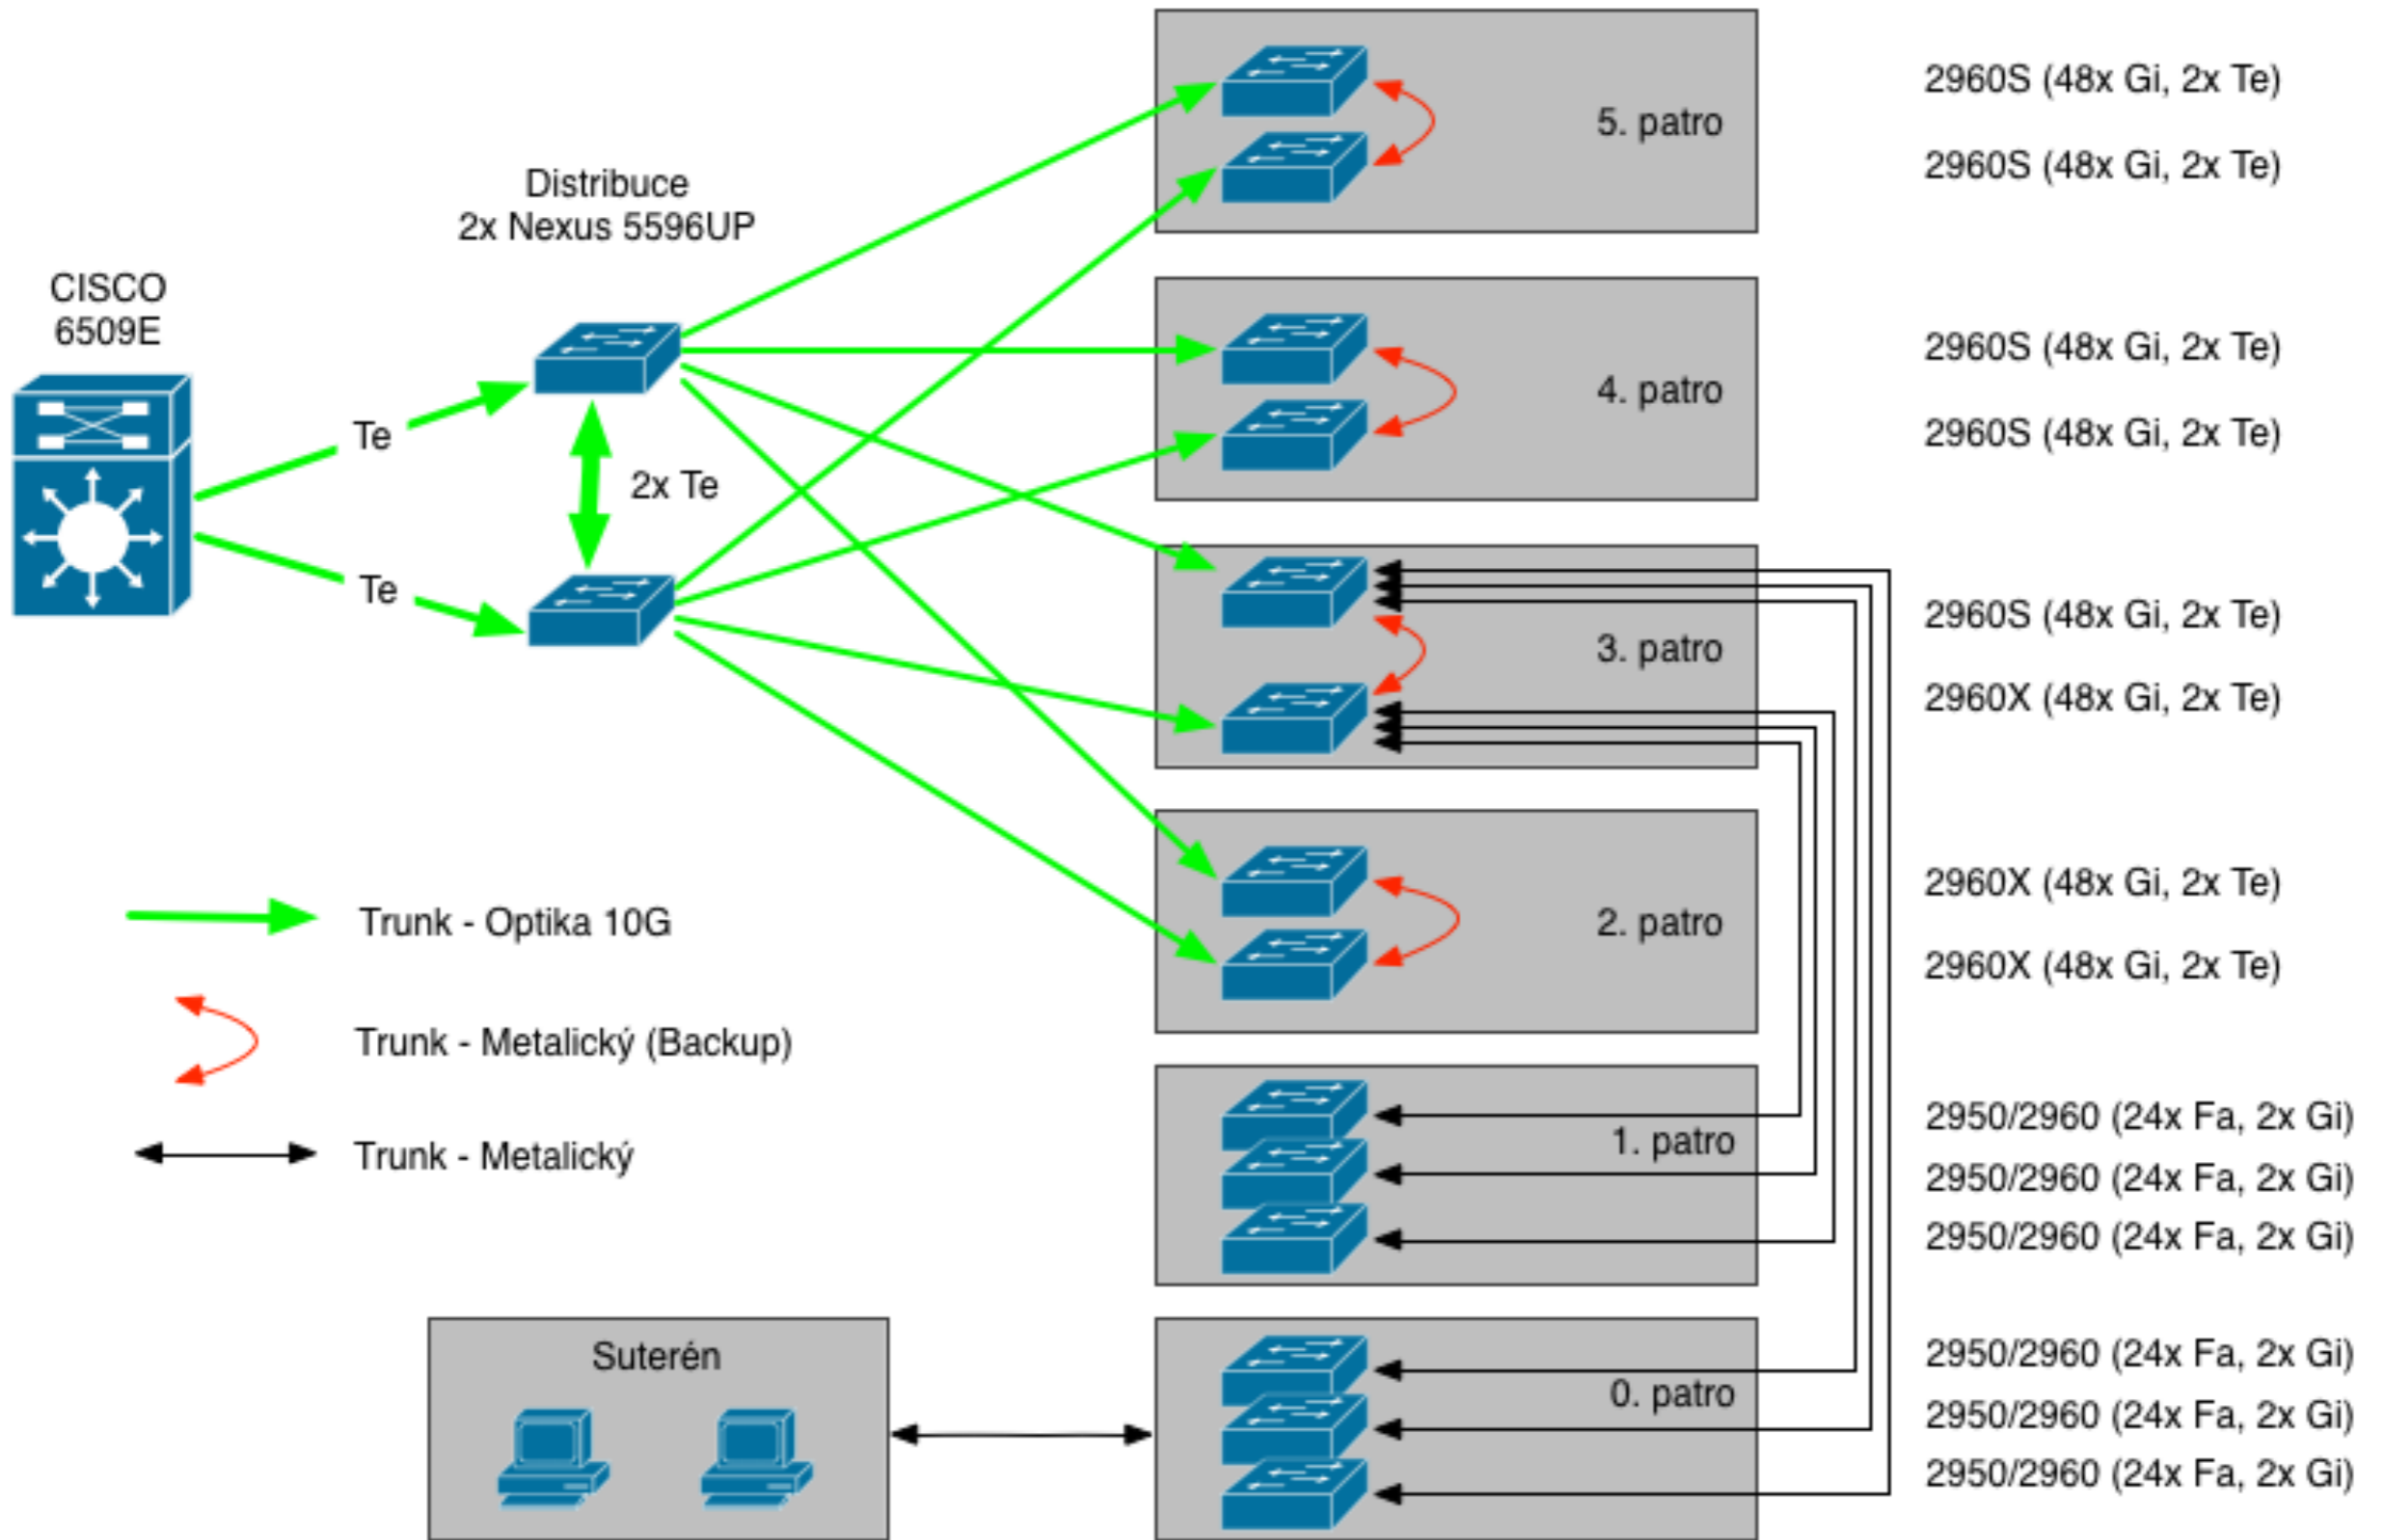 CISCO
6509E
Distribuce
2x Nexus 5596UP
Te
Te
2x Te
5. patro
2960S (48x Gi, 2x Te)
2960S (48x Gi, 2x Te)
4. patro
2960S (48x Gi, 2x Te)
2960S (48x Gi, 2x Te)
3. patro
2960S (48x Gi, 2x Te)
2960X (48x Gi, 2x Te)
2. patro
2960X (48x Gi, 2x Te)
2960X (48x Gi, 2x Te)
1. patro
2950/2960 (24x Fa, 2x Gi)
2950/2960 (24x Fa, 2x Gi)
2950/2960 (24x Fa, 2x Gi)
0. patro
2950/2960 (24x Fa, 2x Gi)
2950/2960 (24x Fa, 2x Gi)
2950/2960 (24x Fa, 2x Gi)
Trunk - Optika 10G
Trunk - Metalický (Backup)
Trunk - Metalický
Suterén